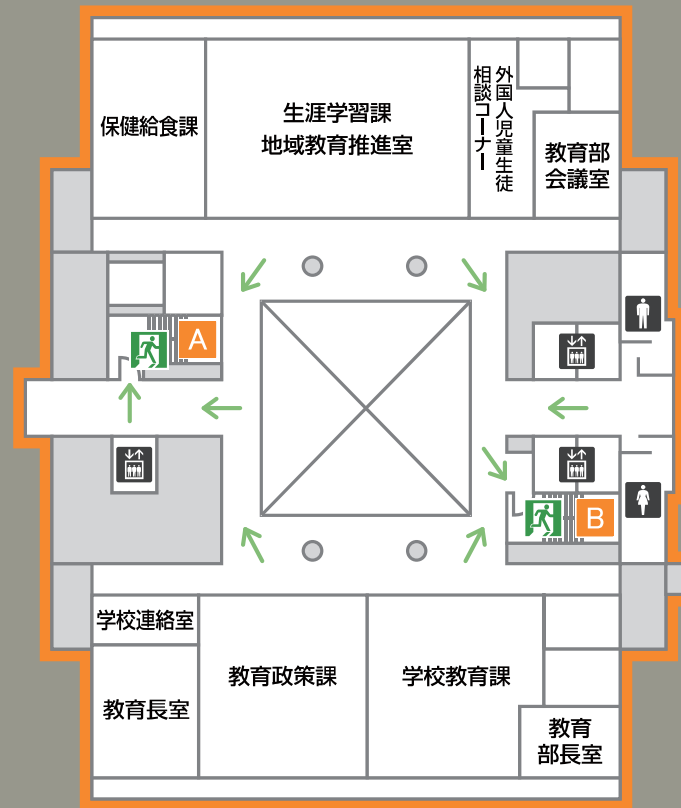 保健給食課
生涯学習課
地域教育推進室
外国人児童生徒
相談コーナー
教育部
会議室
A
B
学校連絡室
教育長室
教育政策課
学校教育課
教育
部長室